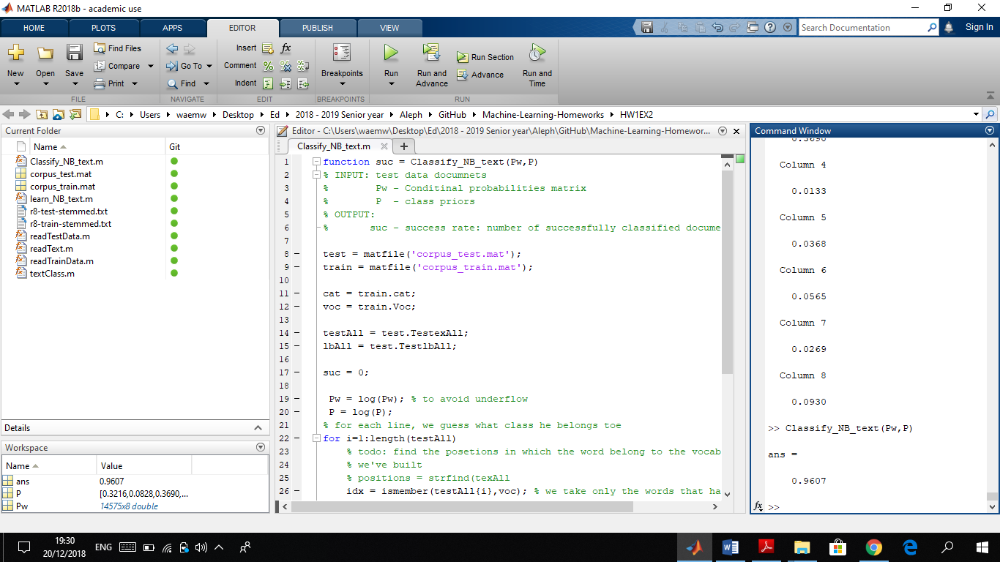 MATLAB R2018b - academic use
HOME PLOTS APPS EDITOR PUBLISH VIEW
Search Documentation
Sign In
New Open Save Find Files Compare Print
FILE
Go To Find
NAVIGATE
Insert fx
Comment
Indent
EDIT
Breakpoints
BREAKPOINTS
Run Run and Advance Run Section Advance Run and Time
RUN
C: Users waemw Desktop Ed 2018 - 2019 Senior year Aleph GitHub Machine-Learning-Homeworks HW1EX2
Current Folder
Name Git
Classify_NB_text.m
corpus_test.mat
corpus_train.mat
learn_NB_text.m
r8-test-stemmed.txt
r8-train-stemmed.txt
readTestData.m
readText.m
readTrainData.m
textClass.m
Details
Workspace
Name Value
ans 0.9607
P [0.3216,0.0828,0.3690,...
Pw 14575x8 double
Editor - C:\Users\waemw\Desktop\Ed\2018 - 2019 Senior year\Aleph\GitHub\Machine-Learning-Homewor...
Classify_NB_text.m
1 function suc = Classify_NB_text(Pw,P)
2 % INPUT: test data documnets
3 % Pw - Conditinal probabilities matrix
4 % P - class priors
5 % OUTPUT:
6 % suc - success rate: number of successfully classified docume
7
8 test = matfile('corpus_test.mat');
9 train = matfile('corpus_train.mat');
10
11 cat = train.cat;
12 voc = train.Voc;
13
14 testAll = test.TestexAll;
15 lbAll = test.TestlbAll;
16
17 suc = 0;
18
19 Pw = log(Pw); % to avoid underflow
20 P = log(P);
21 % for each line, we guess what class he belongs toe
22 for i=1:length(testAll)
23 % todo: find the posetions in which the word belong to the vocab
24 % we've built
25 % positions = strfind(texAll
26 idx = ismember(testAll{i},voc); % we take only the words that ha
Command Window
0.3690
Column 4
0.0133
Column 5
0.0368
Column 6
0.0565
Column 7
0.0269
Column 8
0.0930
>> Classify_NB_text(Pw,P)
ans =
0.9607
fx >>
19:30
20/12/2018
ENG